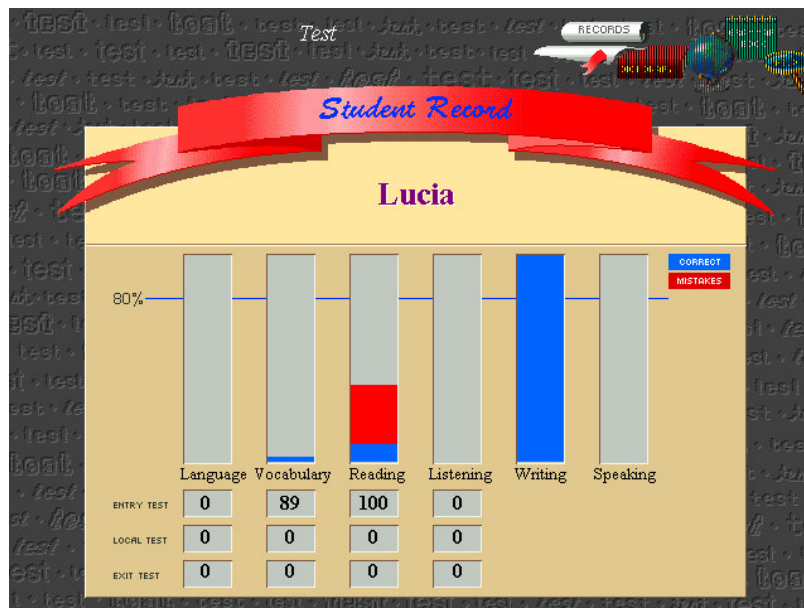 Test
RECORDS
Student Record
Lucia
CORRECT
MISTAKES
80%
Language Vocabulary Reading Listening Writing Speaking
ENTRY TEST 0 89 100 0
LOCAL TEST 0 0 0 0
EXIT TEST 0 0 0 0